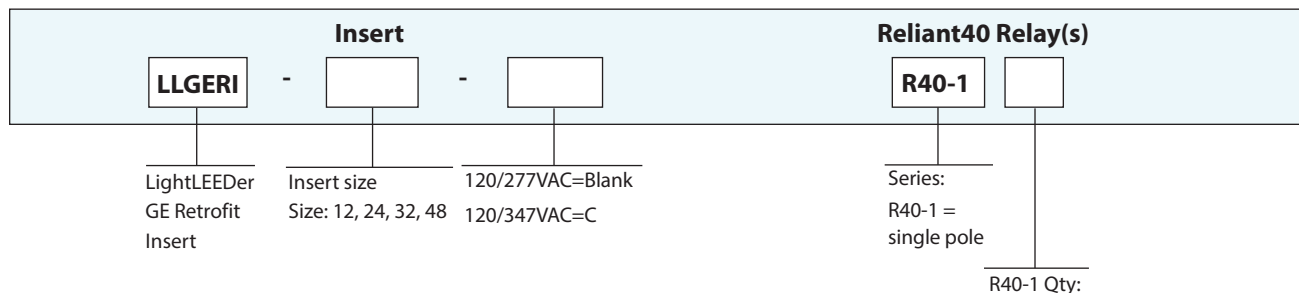 Insert
Reliant40 Relay(s)
LLGERI - -
R40-1
LightLEEDer
GE Retrofit
Insert
Insert size
Size: 12, 24, 32, 48
120/277VAC=Blank
120/347VAC=C
Series:
R40-1 =
single pole
R40-1 Qty: